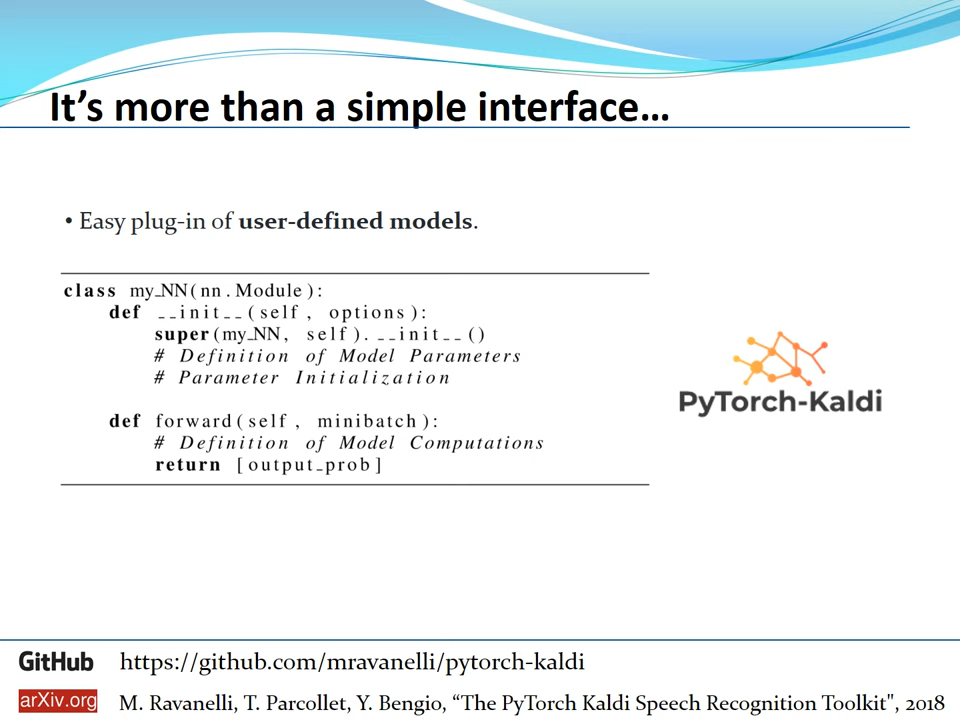 It's more than a simple interface…
• Easy plug-in of user-defined models.
class my_NN(nn.Module):
def __init__(self, options):
super(my_NN, self).__init__()
# Definition of Model Parameters
# Parameter Initialization
def forward(self, minibatch):
# Definition of Model Computations
return [output_prob]
PyTorch-Kaldi
GitHub https://github.com/mravanelli/pytorch-kaldi
arXiv.org M. Ravanelli, T. Parcollet, Y. Bengio, “The PyTorch Kaldi Speech Recognition Toolkit", 2018